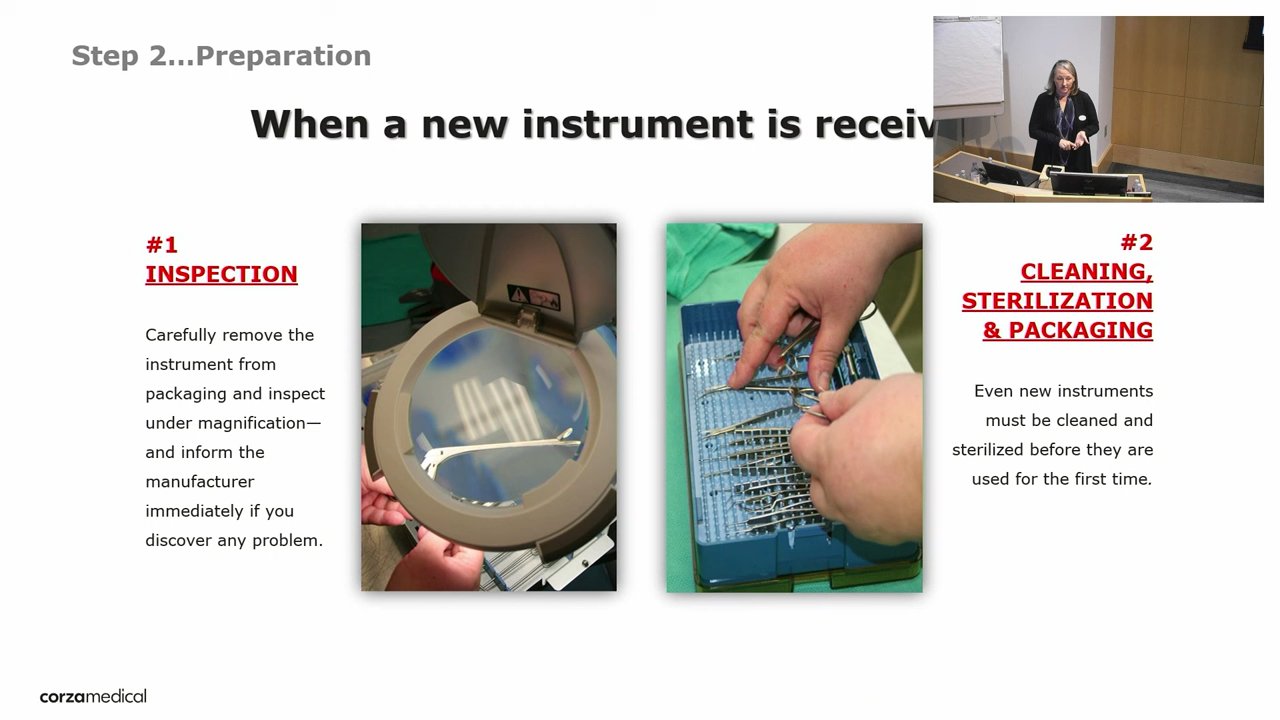 Step 2...Preparation
When a new instrument is
#1
INSPECTION
Carefully remove the
instrument from
packaging and inspect
under magnification—
and inform the
manufacturer
immediately if you
discover any problem.
#2
CLEANING,
STERILIZATION
& PACKAGING
Even new instruments
must be cleaned and
sterilized before they are
used for the first time.
corzamedical